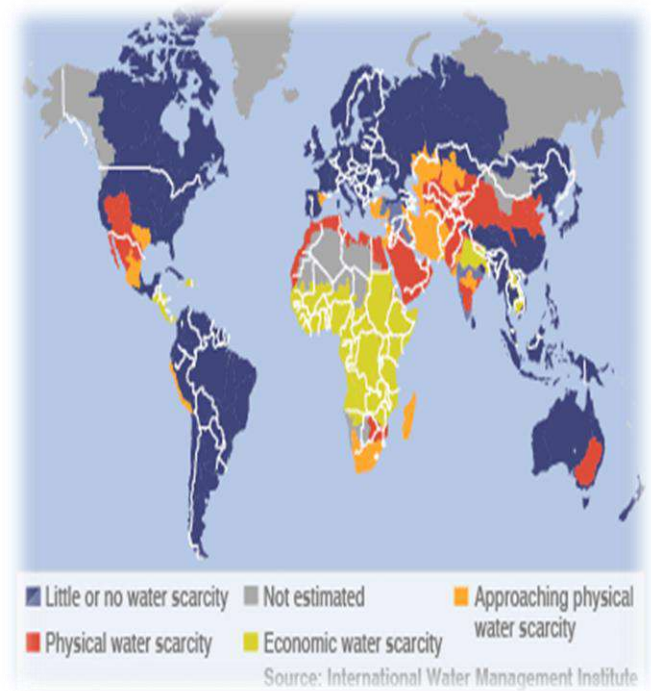 Little or no water scarcity
Not estimated
Approaching physical
water scarcity
Physical water scarcity
Economic water scarcity
Source: International Water Management Institute